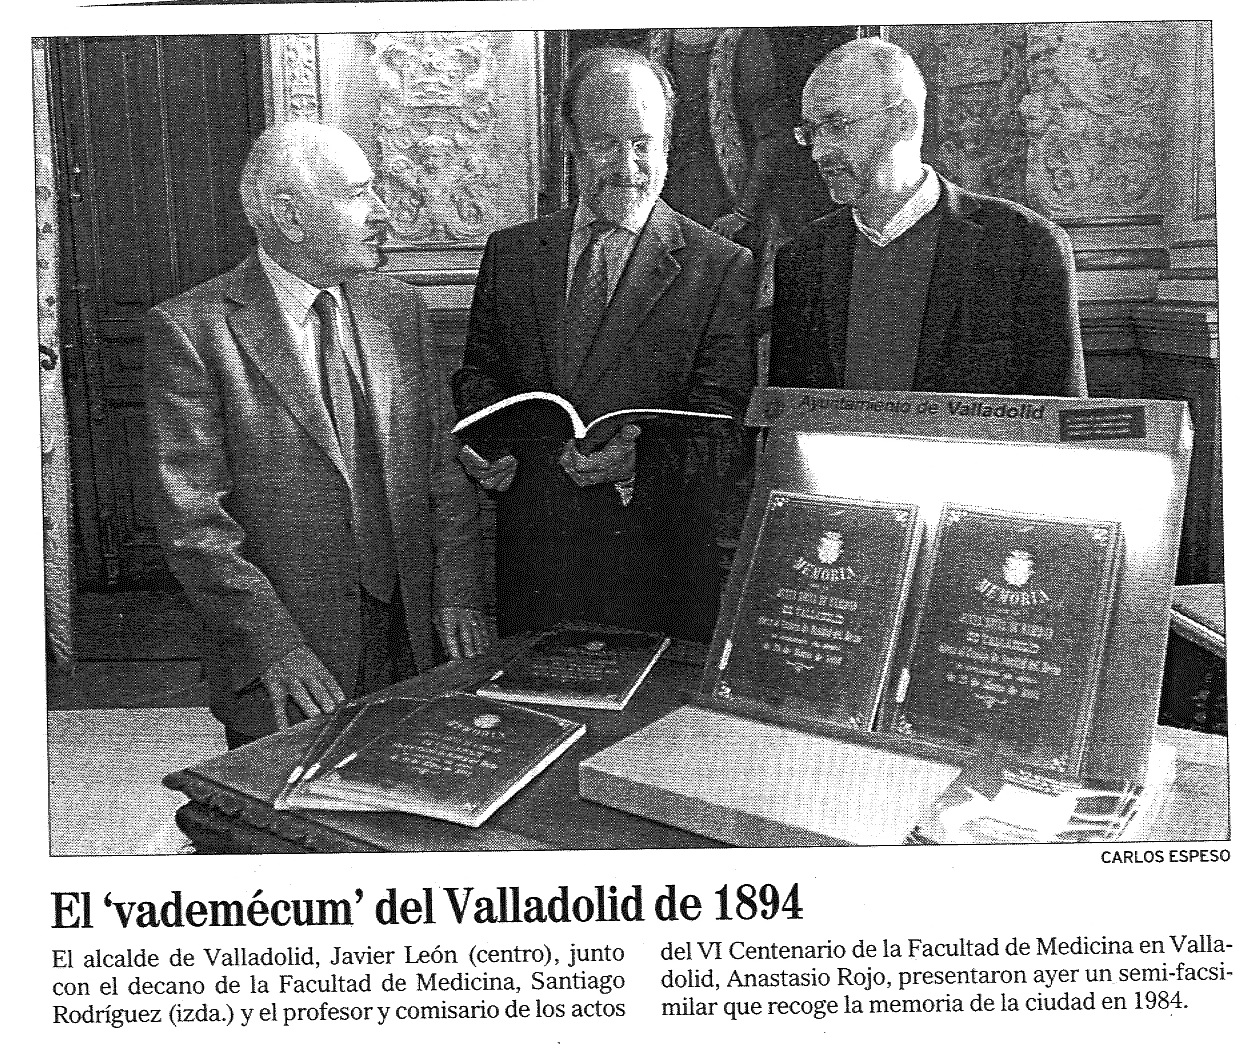 Ayuntamiento de Valladolid
MEMORIA
MEMORIA
MEMORIA
CARLOS ESPESO
El ‘vademécum’ del Valladolid de 1894
El alcalde de Valladolid, Javier León (centro), junto
con el decano de la Facultad de Medicina, Santiago
Rodríguez (izda.) y el profesor y comisario de los actos
del VI Centenario de la Facultad de Medicina en Valla-
dolid, Anastasio Rojo, presentaron ayer un semi-facsí-
milar que recoge la memoria de la ciudad en 1984.